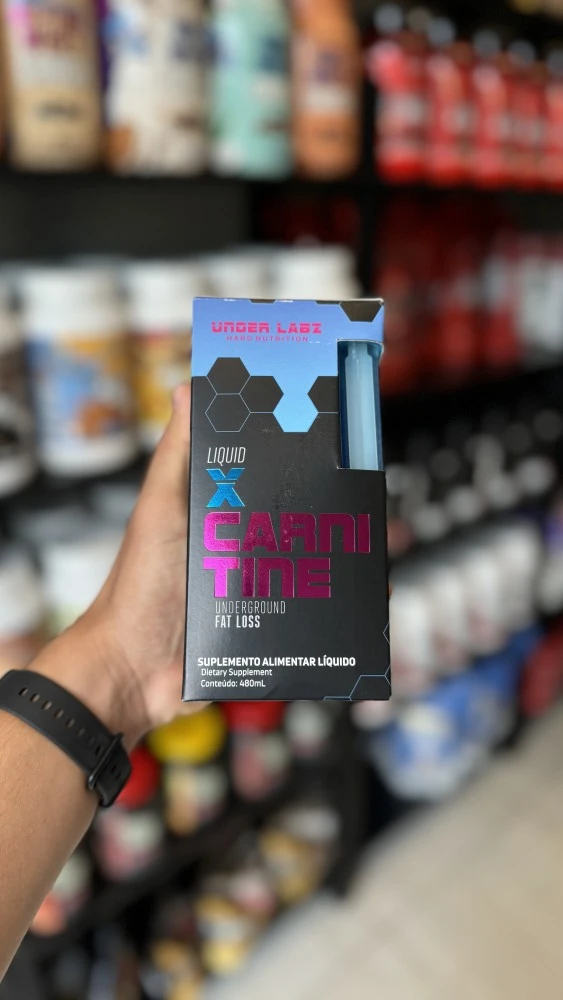 UNDER LABZ
HARD NUTRITION
LIQUID
X
CARNI
TINE
UNDERGROUND
FAT LOSS
SUPLEMENTO ALIMENTAR LÍQUIDO
Dietary Supplement
Conteúdo: 480mL